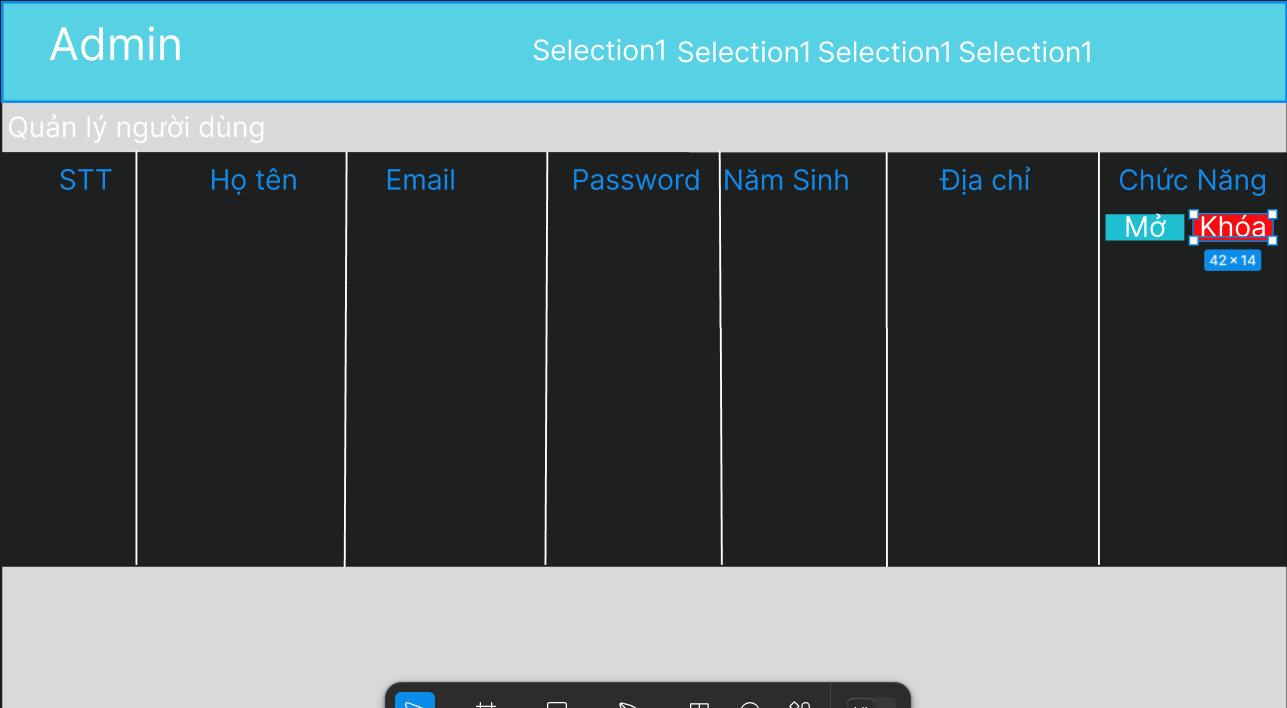 Admin
Selection1 Selection1 Selection1 Selection1
Quản lý người dùng
STT Họ tên Email Password Năm Sinh Địa chỉ Chức Năng
Mở Khóa
42 × 14